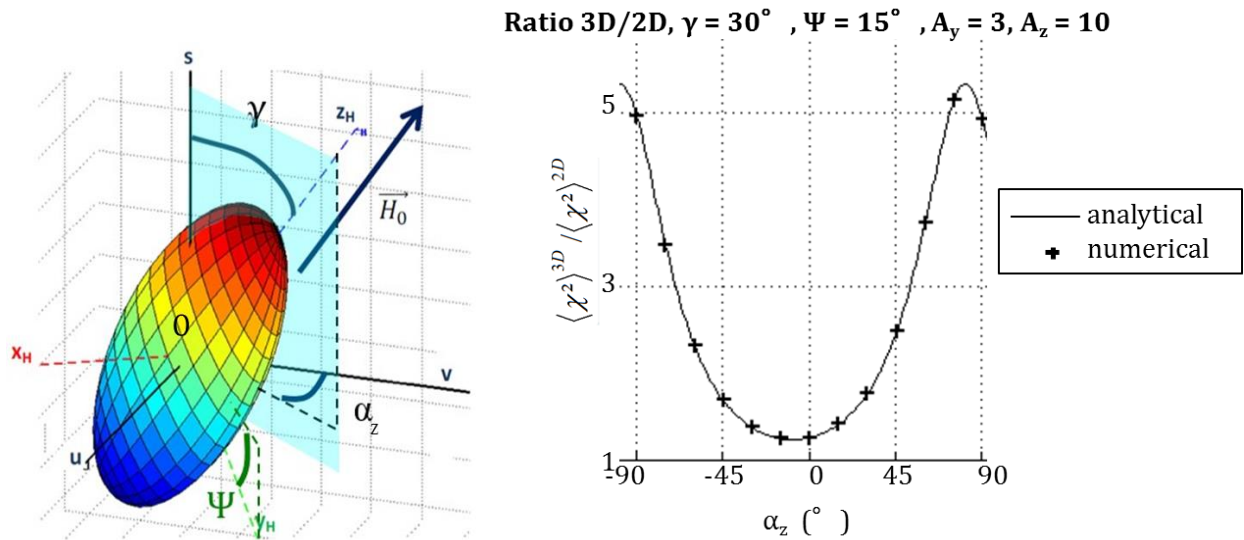 Ratio 3D/2D, γ = 30° , Ψ = 15° , A_y = 3, A_z = 10
s
γ
z_H
H⃗_0
0
x_H
v
α_z
u
Ψ
y_H
⟨χ²⟩^3D /⟨χ²⟩^2D
5
3
1
-90
-45
0
45
90
α_z (° )
analytical
numerical